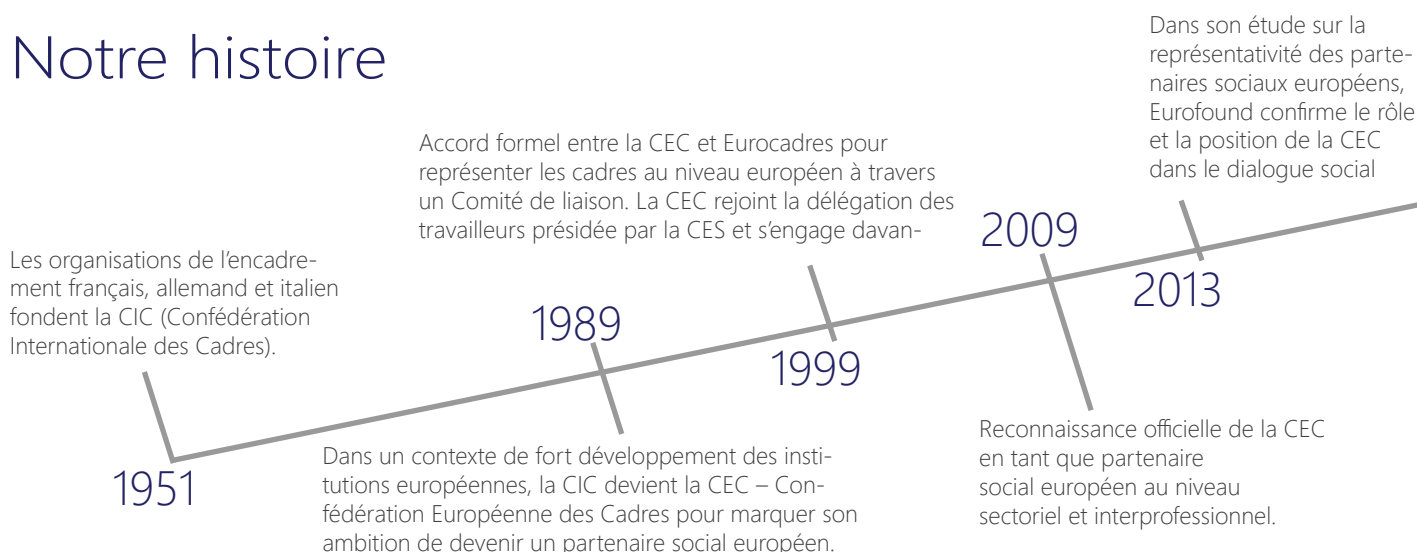 Notre histoire
Les organisations de l'encadre-
ment français, allemand et italien
fondent la CIC (Confédération
Internationale des Cadres).
1951
1989
Dans un contexte de fort développement des insti-
tutions européennes, la CIC devient la CEC – Con-
fédération Européenne des Cadres pour marquer son
ambition de devenir un partenaire social européen.
Accord formel entre la CEC et Eurocadres pour
représenter les cadres au niveau européen à travers
un Comité de liaison. La CEC rejoint la délégation des
travailleurs présidée par la CES et s'engage davan-
1999
2009
Reconnaissance officielle de la CEC
en tant que partenaire
social européen au niveau
sectoriel et interprofessionnel.
Dans son étude sur la
représentativité des parte-
naires sociaux européens,
Eurofound confirme le rôle
et la position de la CEC
dans le dialogue social
2013